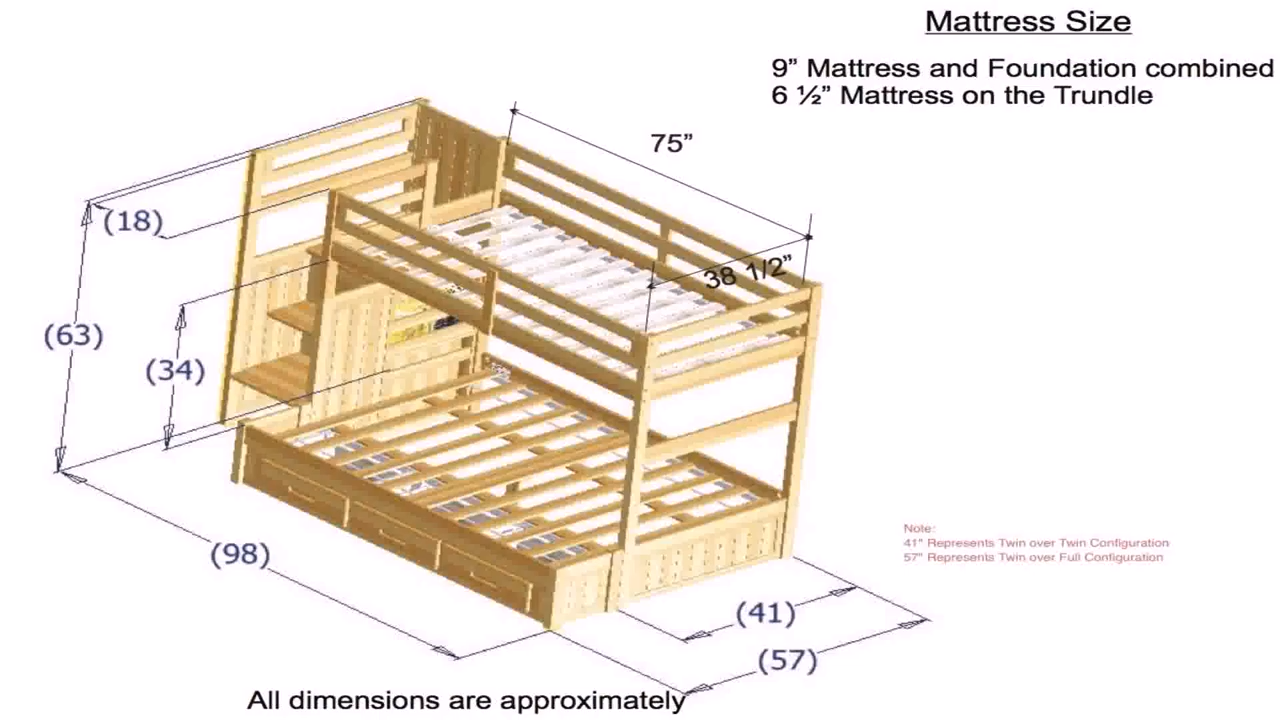 Mattress Size
9” Mattress and Foundation combined
6 ½” Mattress on the Trundle
75”
(18)
38 1/2”
(63)
(34)
Note:
41" Represents Twin over Twin Configuration
57" Represents Twin over Full Configuration
(98)
(41)
(57)
All dimensions are approximately